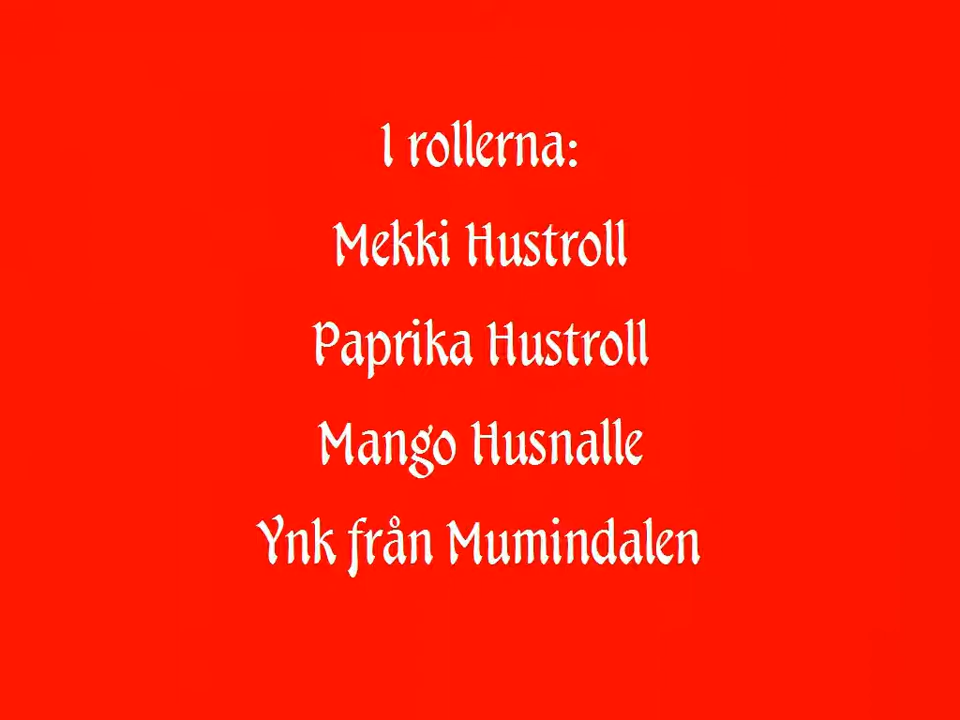 I rollerna:
Mekki Hustroll
Paprika Hustroll
Mango Husnalle
Ynk från Mumindalen